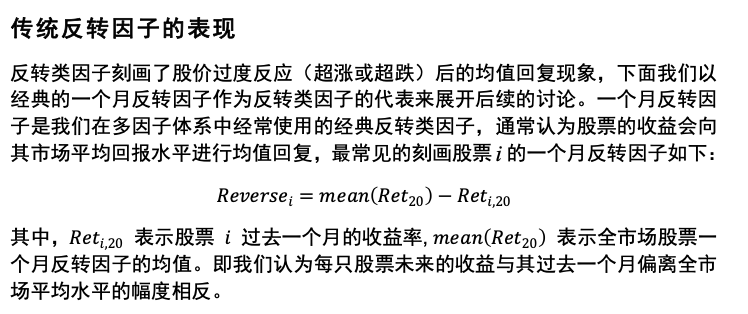 传统反转因子的表现
反转类因子刻画了股价过度反应（超涨或超跌）后的均值回复现象，下面我们以
经典的一个月反转因子作为反转类因子的代表来展开后续的讨论。一个月反转因
子是我们在多因子体系中经常使用的经典反转类因子，通常认为股票的收益会向
其市场平均回报水平进行均值回复，最常见的刻画股票 i 的一个月反转因子如下：
Reverse_i = mean(Ret_20) − Ret_{i,20}
其中，Ret_{i,20} 表示股票 i 过去一个月的收益率, mean(Ret_20) 表示全市场股票一
个月反转因子的均值。即我们认为每只股票未来的收益与其过去一个月偏离全市
场平均水平的幅度相反。